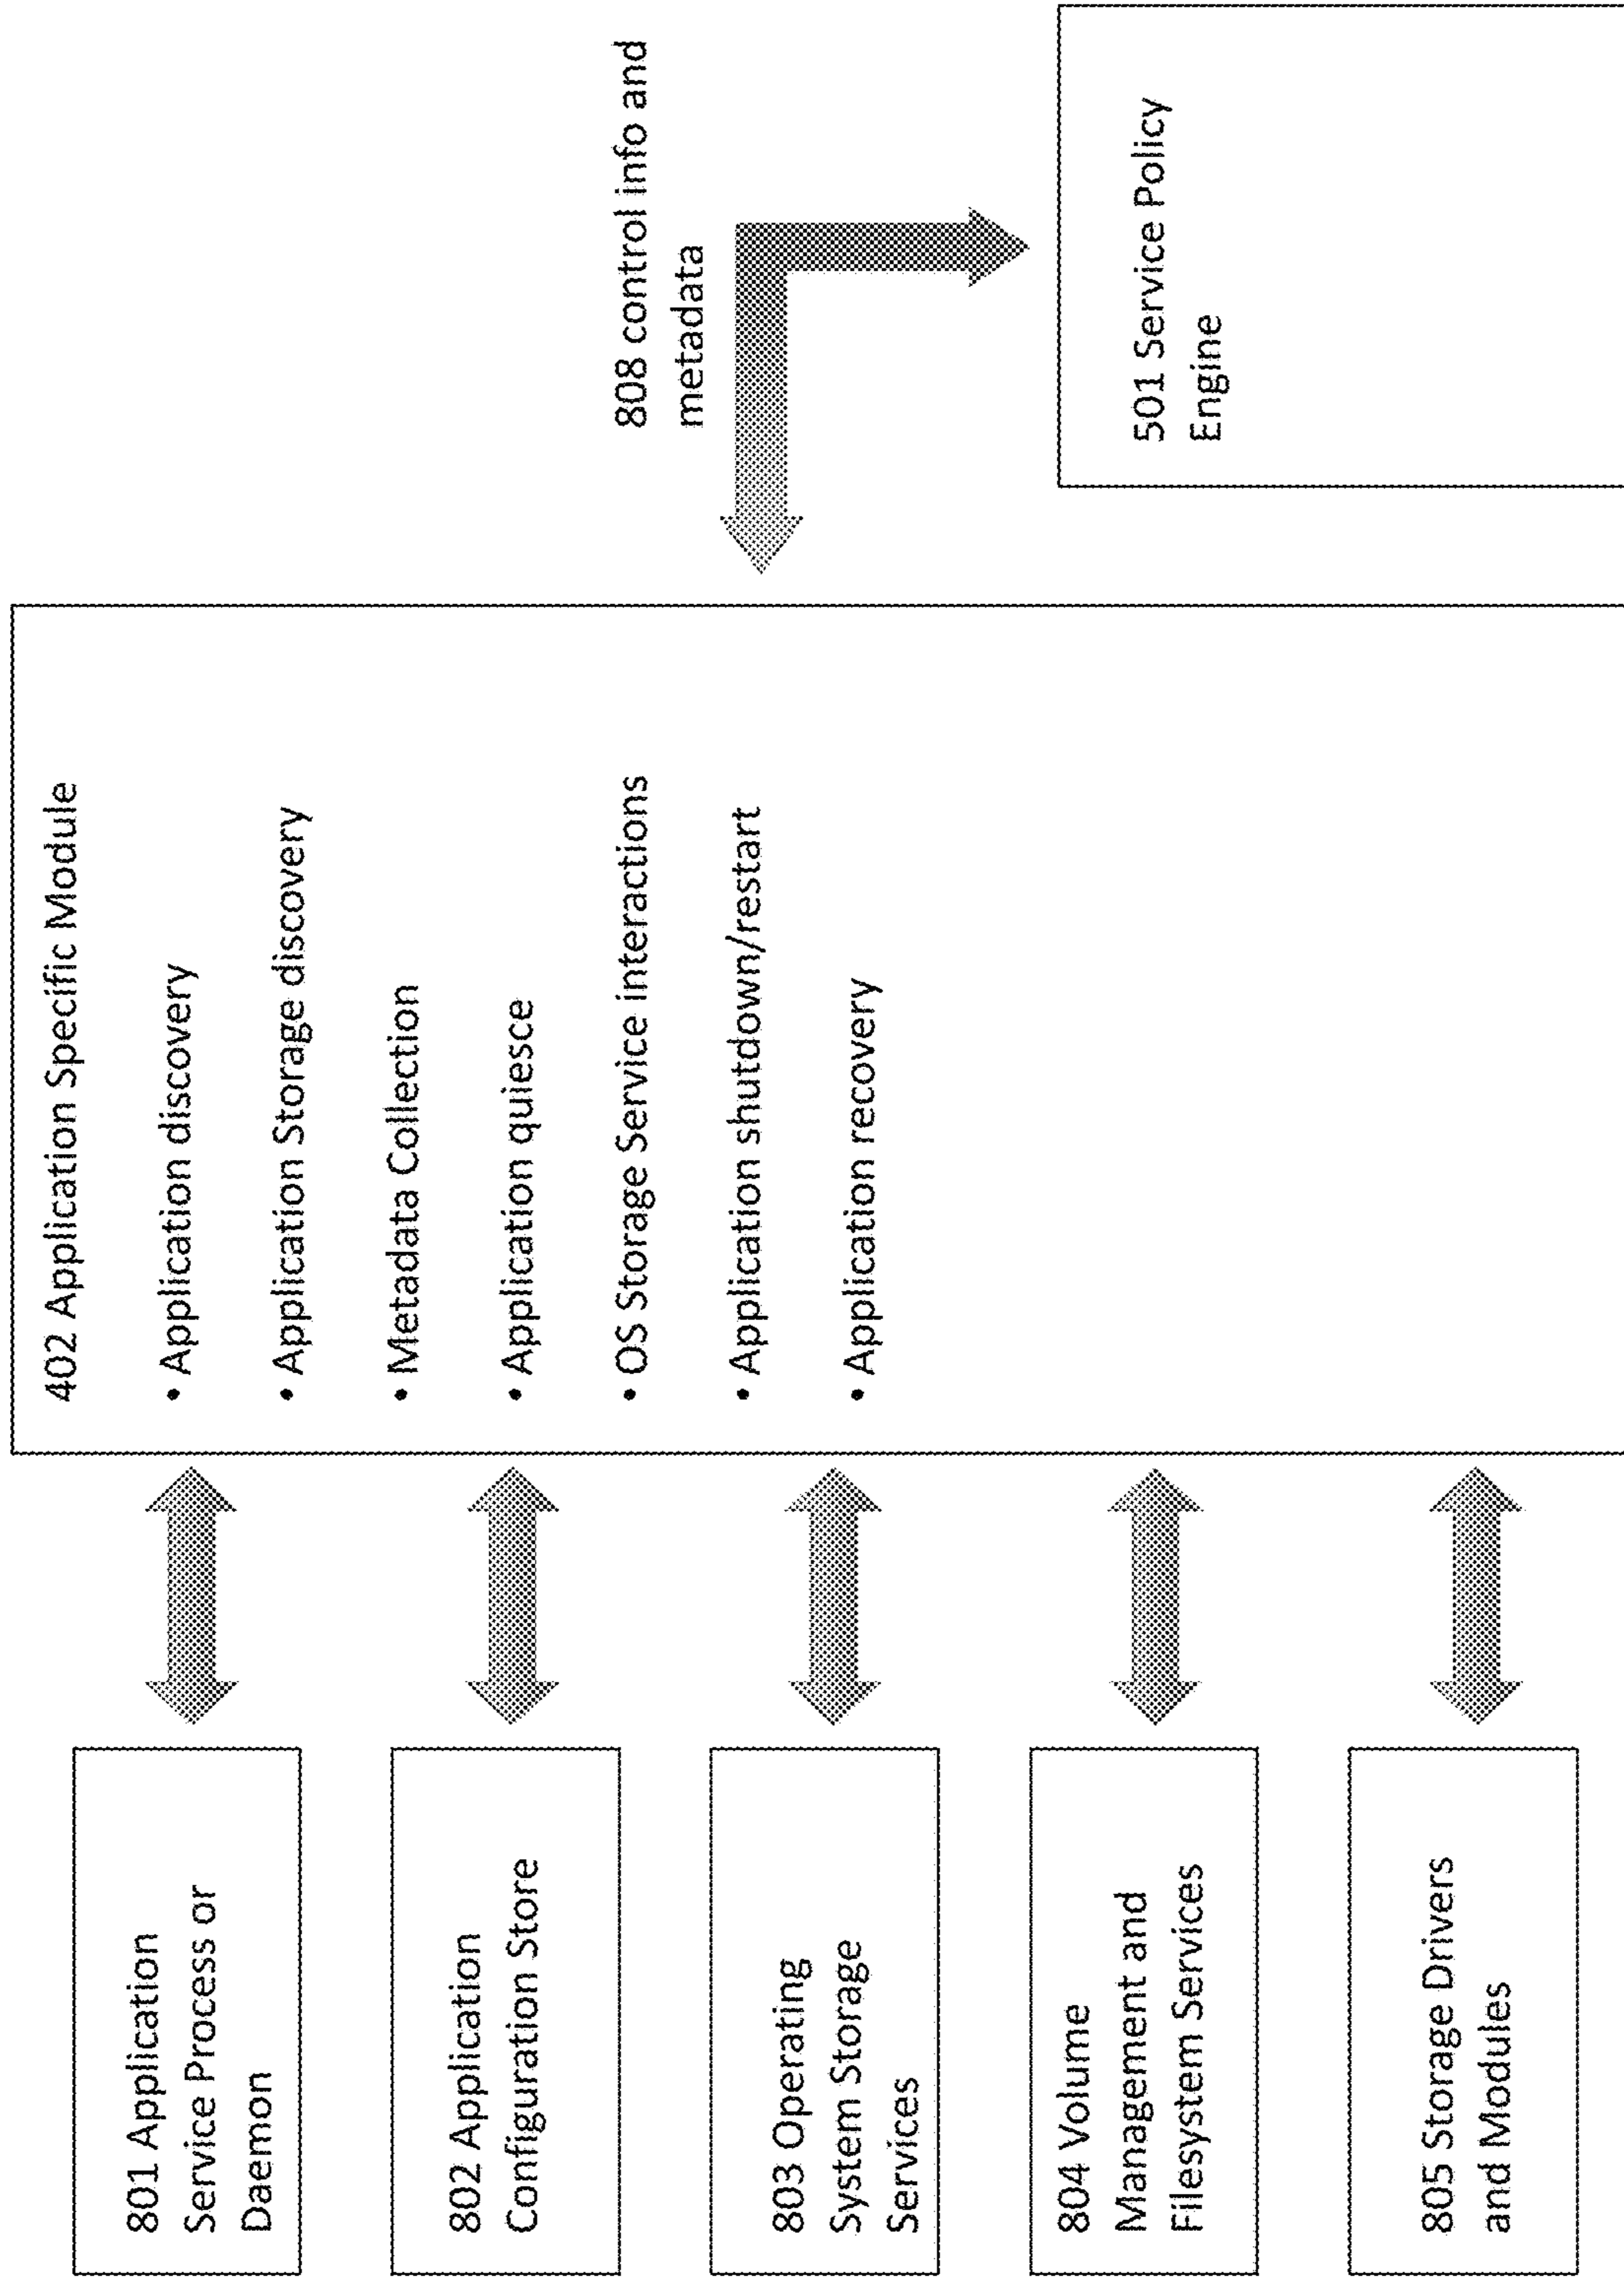 801 Application
Service Process or
Daemon
802 Application
Configuration Store
803 Operating
System Storage
Services
804 Volume
Management and
Filesystem Services
805 Storage Drivers
and Modules
402 Application Specific Module
• Application discovery
• Application Storage discovery
• Metadata Collection
• Application quiesce
• OS Storage Service interactions
• Application shutdown/restart
• Application recovery
808 control info and
metadata
501 Service Policy
Engine